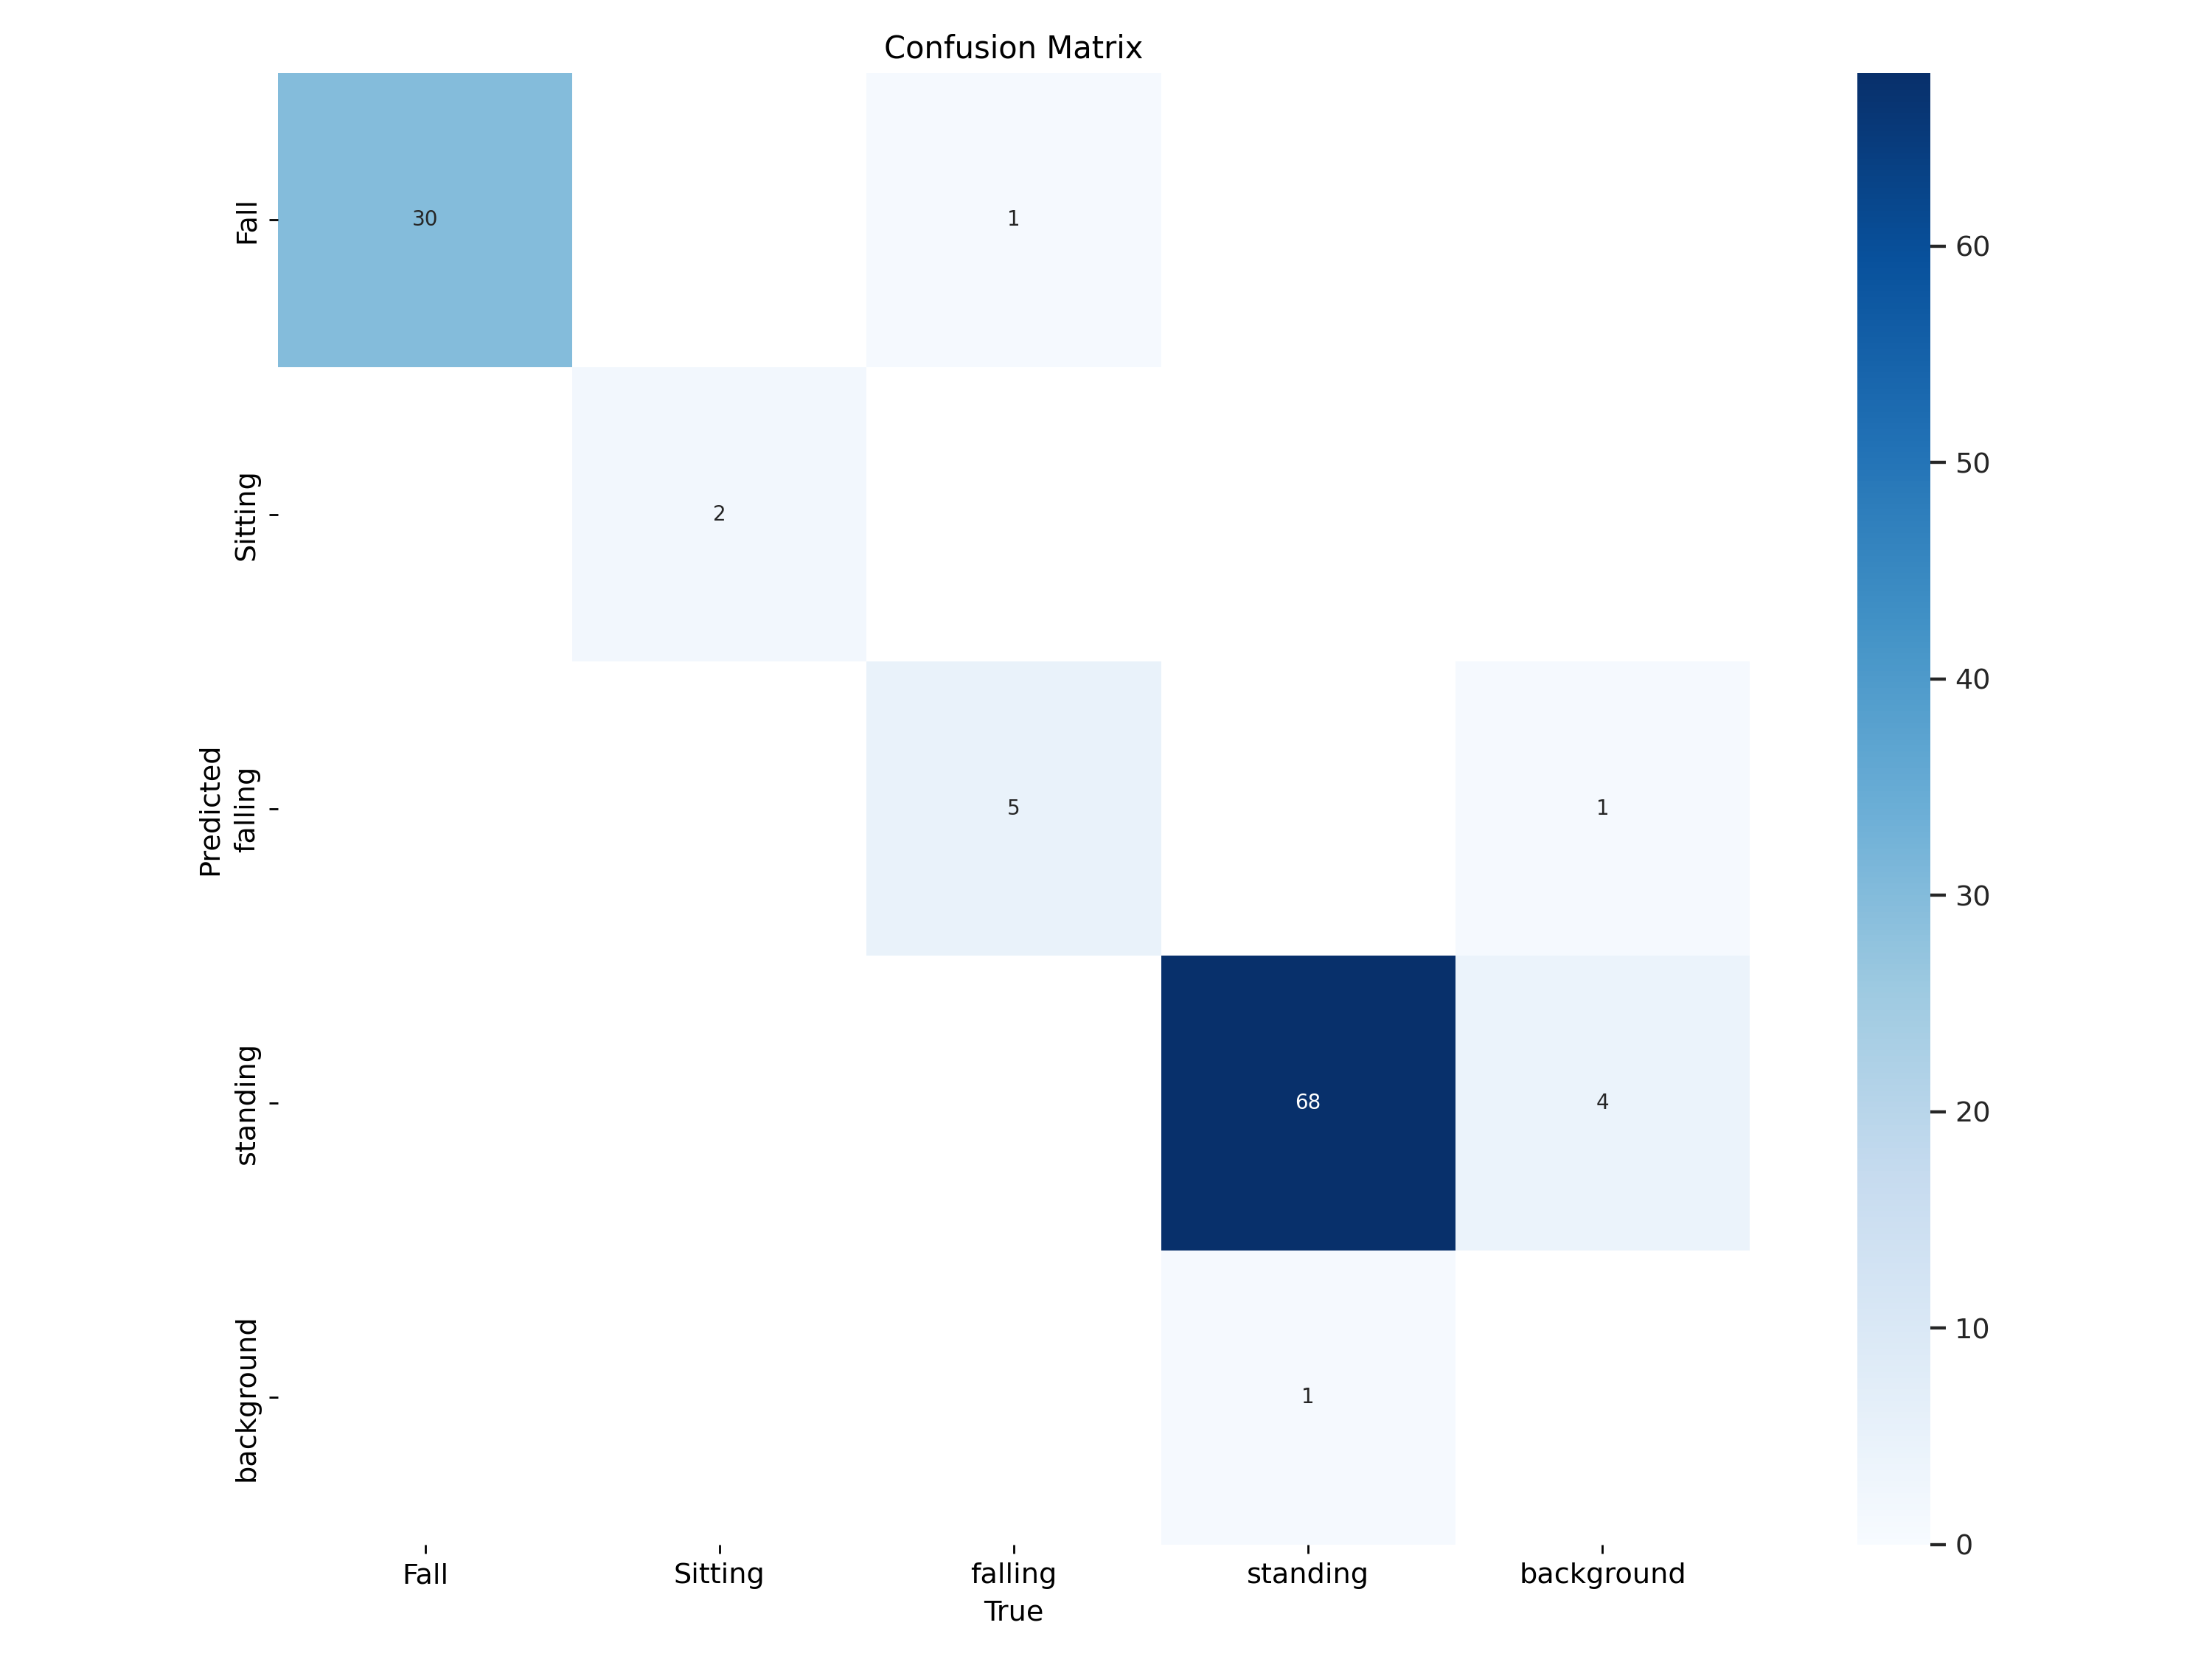 Confusion Matrix
Predicted
Fall
30
1
Sitting
2
falling
5
1
standing
68
4
background
1
Fall
Sitting
falling
standing
background
True
60
50
40
30
20
10
0